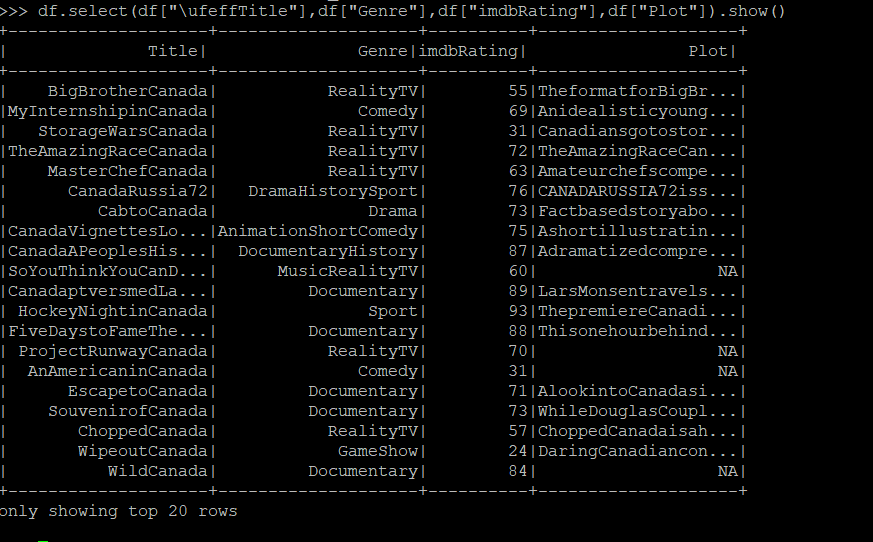 >>> df.select(df["\ufeffTitle"],df["Genre"],df["imdbRating"],df["Plot"]).show()
+--------------------+--------------------+----------+--------------------+
|              Title|               Genre|imdbRating|                Plot|
+--------------------+--------------------+----------+--------------------+
|    BigBrotherCanada|           RealityTV|        55|TheformatforBigBr...|
|MyInternshipinCanada|              Comedy|        69|Anidealisticyoung...|
|   StorageWarsCanada|           RealityTV|        31|Canadiansgotostor...|
|TheAmazingRaceCanada|           RealityTV|        72|TheAmazingRaceCan...|
|    MasterChefCanada|           RealityTV|        63|Amateurchefscompe...|
|      CanadaRussia72|   DramaHistorySport|        76|CANADARUSSIA72iss...|
|         CabtoCanada|               Drama|        73|Factbasedstoryabo...|
|CanadaVignettesLo...|AnimationShortComedy|        75|Ashortillustratin...|
|CanadaAPeoplesHis...|  DocumentaryHistory|        87|Adramatizedcompre...|
|SoYouThinkYouCanD...|      MusicRealityTV|        60|                  NA|
|CanadaptversmedLa...|         Documentary|        89|LarsMonsentravels...|
| HockeyNightinCanada|               Sport|        93|ThepremiereCanadi...|
|FiveDaystoFameThe...|         Documentary|        88|Thisonehourbehind...|
| ProjectRunwayCanada|           RealityTV|        70|                  NA|
|  AnAmericaninCanada|              Comedy|        31|                  NA|
|      EscapetoCanada|         Documentary|        71|AlookintoCanadasi...|
|    SouvenirofCanada|         Documentary|        73|WhileDouglasCoupl...|
|       ChoppedCanada|           RealityTV|        57|ChoppedCanadaisah...|
|       WipeoutCanada|            GameShow|        24|DaringCanadiancon...|
|          WildCanada|         Documentary|        84|                  NA|
+--------------------+--------------------+----------+--------------------+
only showing top 20 rows